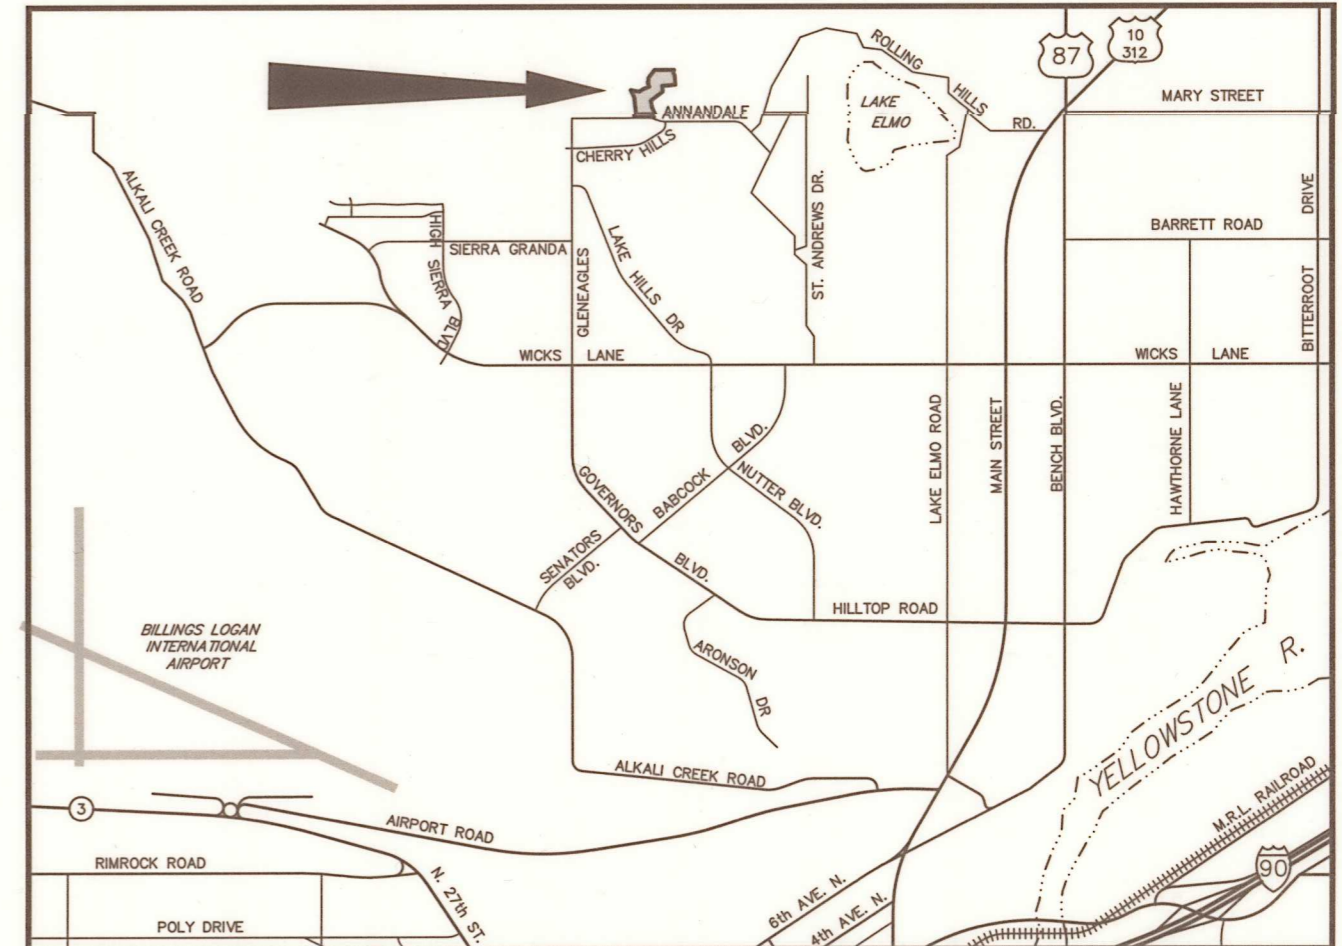 87
10
312
ROLLING
HILLS
RD.
LAKE
ELMO
MARY STREET
ANNANDALE
CHERRY HILLS
ALKALI CREEK ROAD
HIGH SIERRA BLVD
SIERRA GRANDA
GLENEAGLES
LAKE HILLS DR
ST. ANDREWS DR.
BARRETT ROAD
BITTERROOT DRIVE
WICKS LANE
WICKS LANE
LAKE ELMO ROAD
MAIN STREET
BENCH BLVD.
HAWTHORNE LANE
GOVERNORS
BLVD.
BABCOCK
BLVD.
NUTTER BLVD.
SENATORS
BLVD.
HILLTOP ROAD
ARONSON
DR
BILLINGS LOGAN
INTERNATIONAL
AIRPORT
YELLOWSTONE R.
ALKALI CREEK ROAD
M.R.L. RAILROAD
3
AIRPORT ROAD
RIMROCK ROAD
N. 27th ST.
POLY DRIVE
6th AVE. N.
4th AVE. N.
90